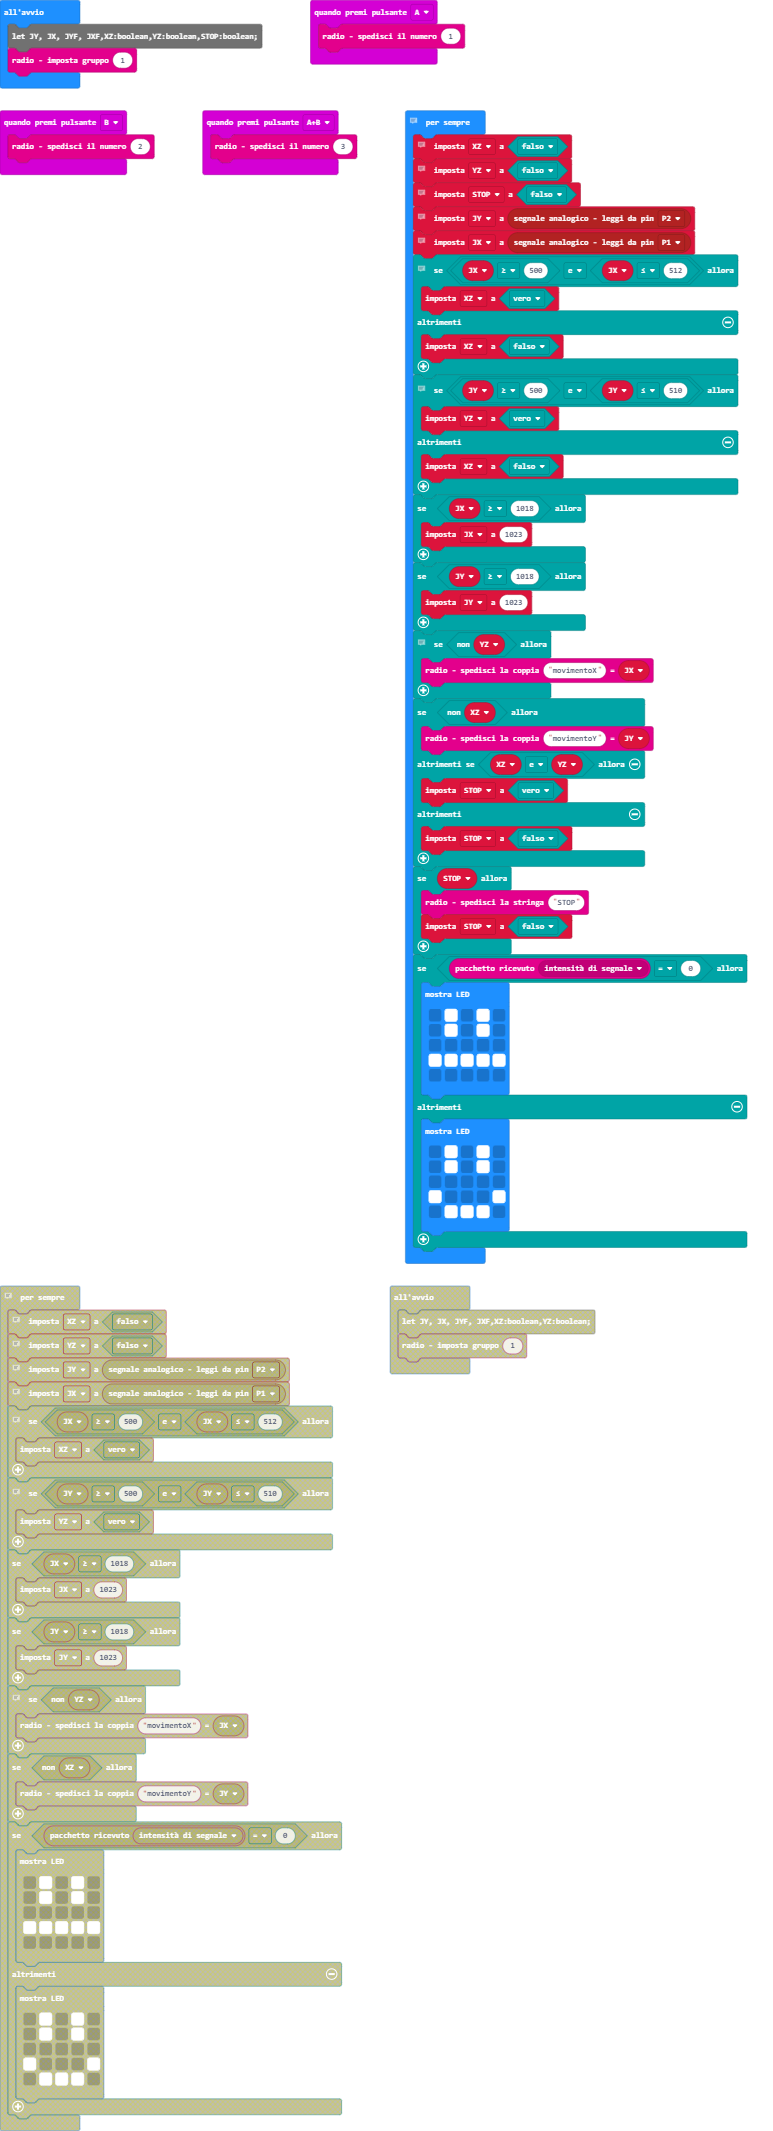 all'avvio
let JY, JX, JYF, JXF,XZ:boolean,YZ:boolean,STOP:boolean;
radio - imposta gruppo 1
quando premi pulsante A
radio - spedisci il numero 1
quando premi pulsante B
radio - spedisci il numero 2
quando premi pulsante A+B
radio - spedisci il numero 3
per sempre
imposta XZ a falso
imposta YZ a falso
imposta STOP a falso
imposta JY a segnale analogico - leggi da pin P2
imposta JX a segnale analogico - leggi da pin P1
se JX ≥ 500 e JX ≤ 512 allora
imposta XZ a vero
altrimenti
imposta XZ a falso
se JY ≥ 500 e JY ≤ 510 allora
imposta YZ a vero
altrimenti
imposta XZ a falso
se JX ≥ 1018 allora
imposta JX a 1023
se JY ≥ 1018 allora
imposta JY a 1023
se non YZ allora
radio - spedisci la coppia "movimentoX" = JX
se non XZ allora
radio - spedisci la coppia "movimentoY" = JY
altrimenti se XZ e YZ allora
imposta STOP a vero
altrimenti
imposta STOP a falso
se STOP allora
radio - spedisci la stringa "STOP"
imposta STOP a falso
se pacchetto ricevuto intensità di segnale = 0 allora
mostra LED
altrimenti
mostra LED
per sempre
imposta XZ a falso
imposta YZ a falso
imposta JY a segnale analogico - leggi da pin P2
imposta JX a segnale analogico - leggi da pin P1
se JX ≥ 500 e JX ≤ 512 allora
imposta XZ a vero
se JY ≥ 500 e JY ≤ 510 allora
imposta YZ a vero
se JX ≥ 1018 allora
imposta JX a 1023
se JY ≥ 1018 allora
imposta JY a 1023
se non YZ allora
radio - spedisci la coppia "movimentoX" = JX
se non XZ allora
radio - spedisci la coppia "movimentoY" = JY
se pacchetto ricevuto intensità di segnale = 0 allora
mostra LED
altrimenti
mostra LED
all'avvio
let JY, JX, JYF, JXF,XZ:boolean,YZ:boolean;
radio - imposta gruppo 1